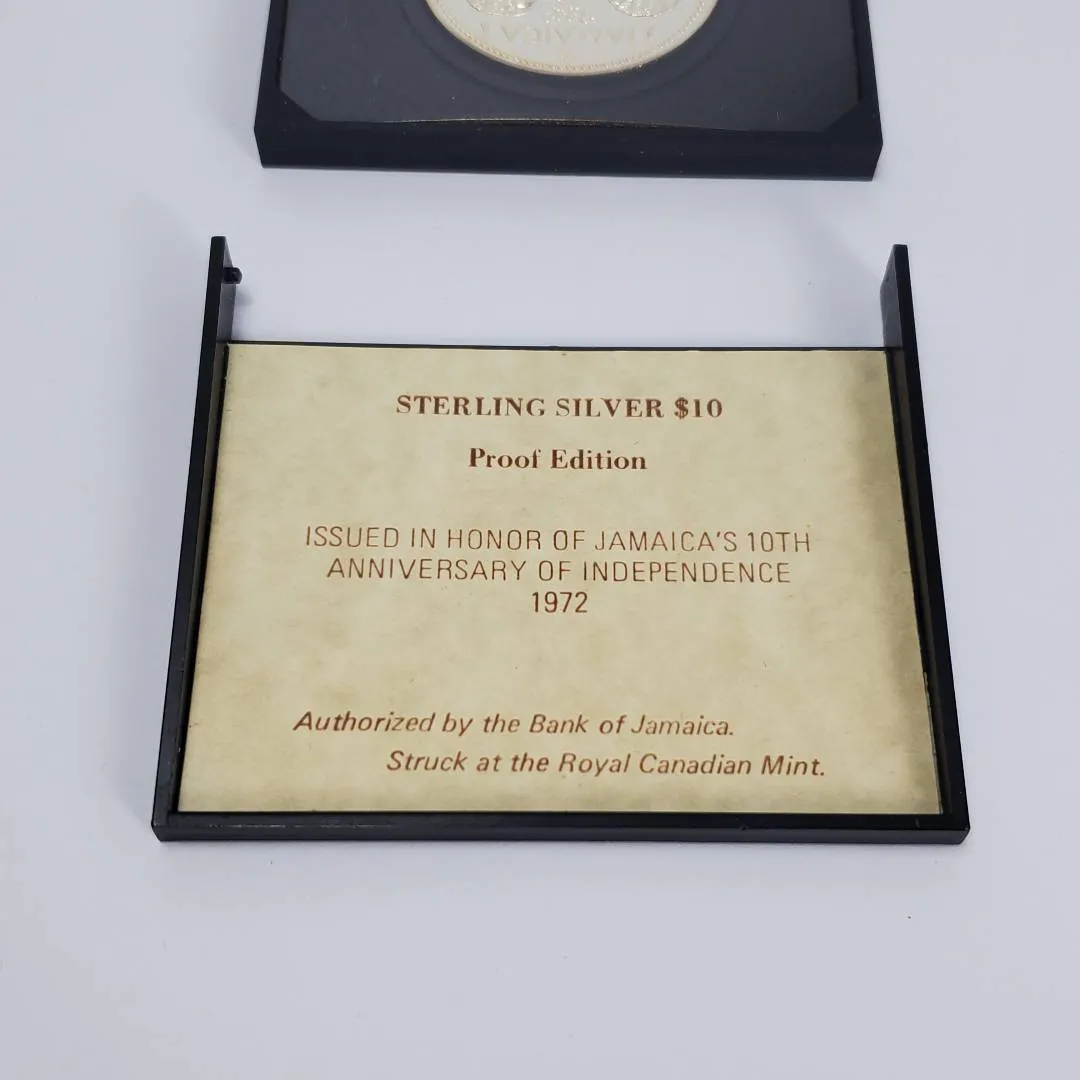 JAMAICA
STERLING SILVER $10
Proof Edition
ISSUED IN HONOR OF JAMAICA'S 10TH
ANNIVERSARY OF INDEPENDENCE
1972
Authorized by the Bank of Jamaica.
Struck at the Royal Canadian Mint.